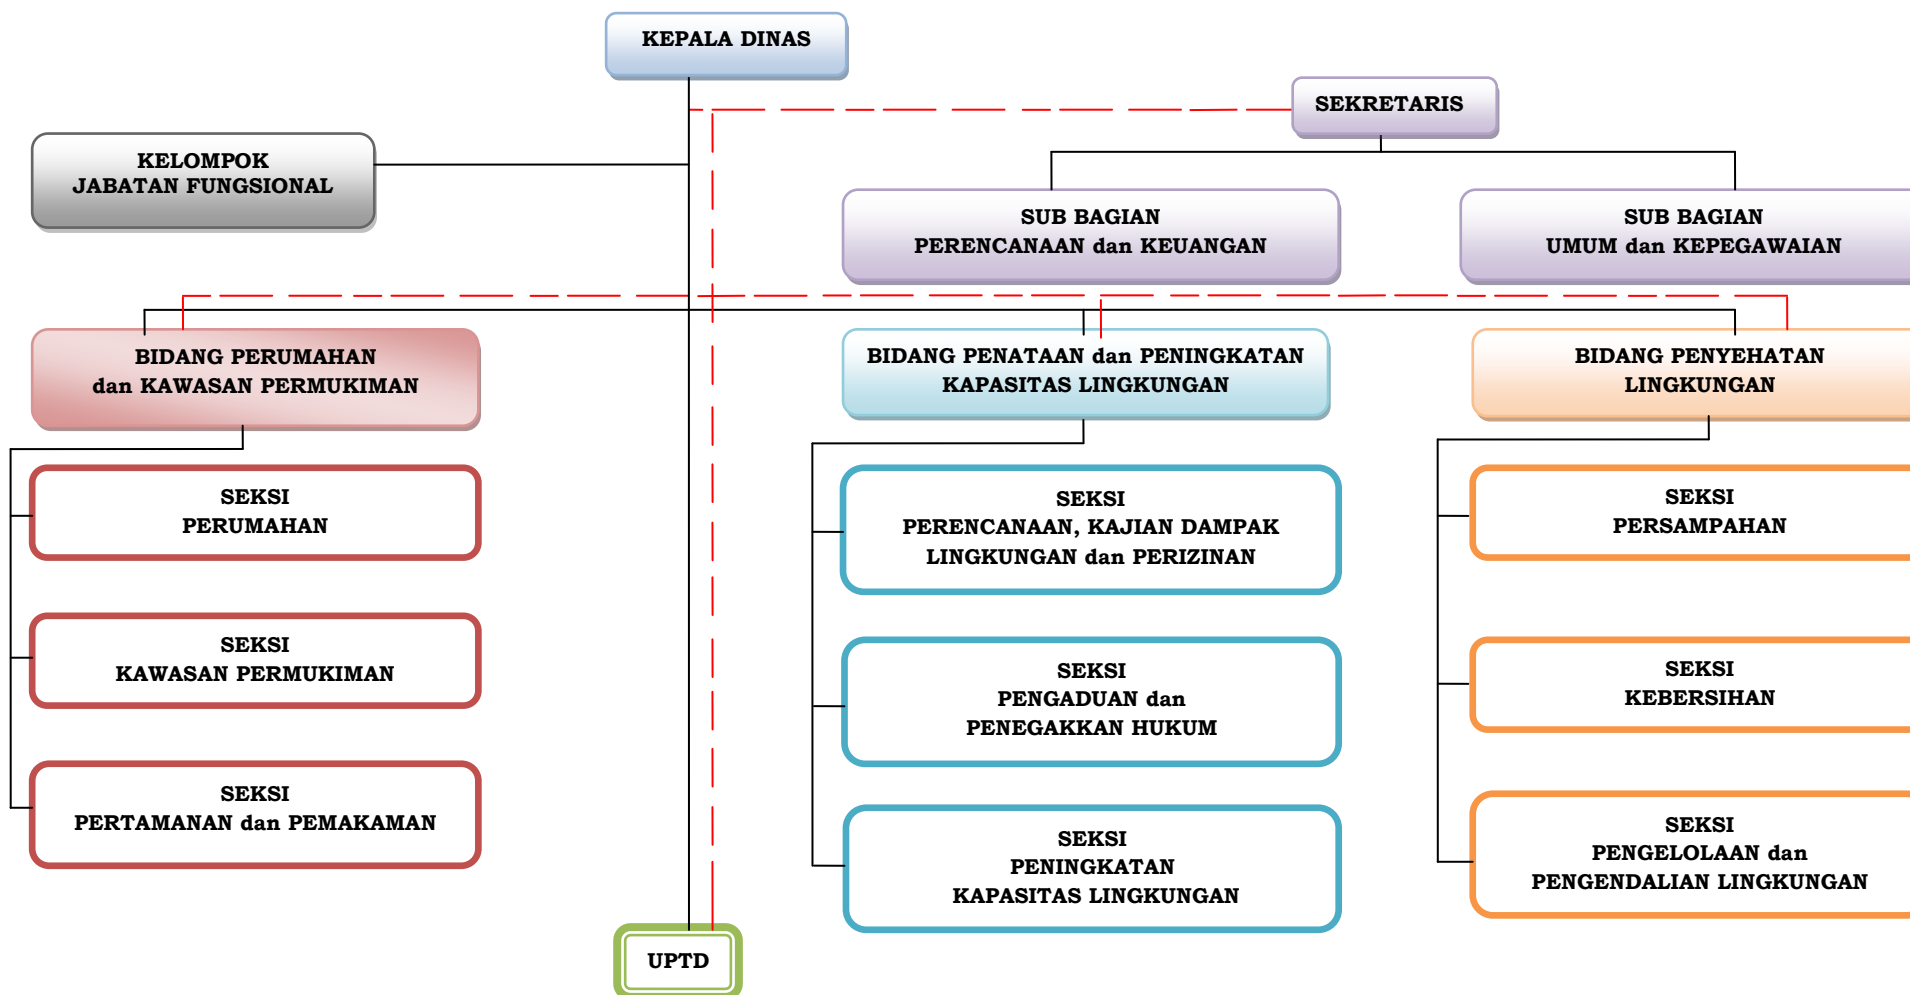 KEPALA DINAS
SEKRETARIS
KELOMPOK
JABATAN FUNGSIONAL
SUB BAGIAN
PERENCANAAN dan KEUANGAN
SUB BAGIAN
UMUM dan KEPEGAWAIAN
BIDANG PERUMAHAN
dan KAWASAN PERMUKIMAN
BIDANG PENATAAN dan PENINGKATAN
KAPASITAS LINGKUNGAN
BIDANG PENYEHATAN
LINGKUNGAN
SEKSI
PERUMAHAN
SEKSI
KAWASAN PERMUKIMAN
SEKSI
PERTAMANAN dan PEMAKAMAN
SEKSI
PERENCANAAN, KAJIAN DAMPAK
LINGKUNGAN dan PERIZINAN
SEKSI
PENGADUAN dan
PENEGAKKAN HUKUM
SEKSI
PENINGKATAN
KAPASITAS LINGKUNGAN
SEKSI
PERSAMPAHAN
SEKSI
KEBERSIHAN
SEKSI
PENGELOLAAN dan
PENGENDALIAN LINGKUNGAN
UPTD